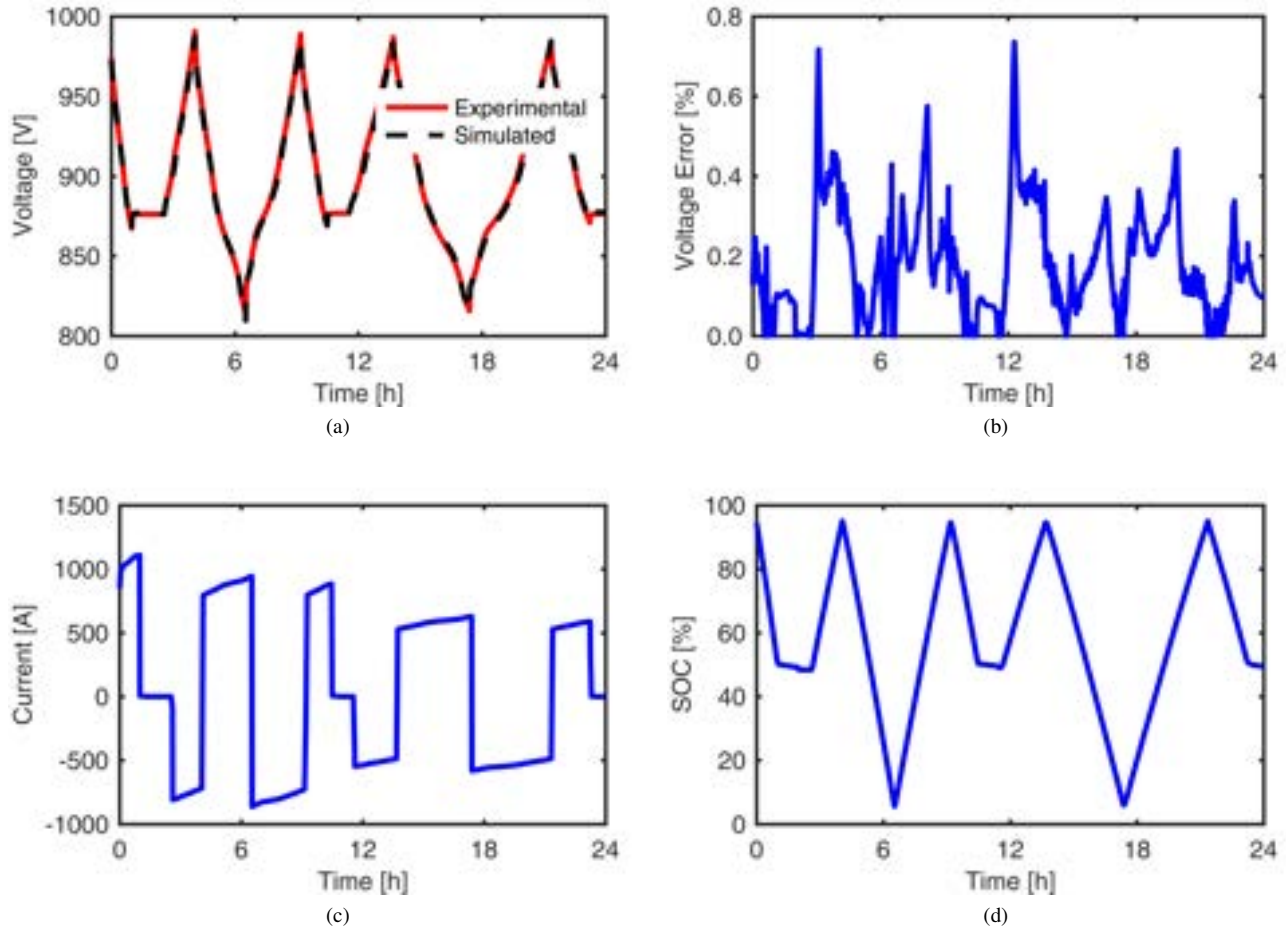 1000
950
900
850
800
Voltage [V]
Experimental
Simulated
0 6 12 18 24
Time [h]
(a)
0.8
0.6
0.4
0.2
0.0
Voltage Error [%]
0 6 12 18 24
Time [h]
(b)
1500
1000
500
0
-500
-1000
Current [A]
0 6 12 18 24
Time [h]
(c)
100
80
60
40
20
0
SOC [%]
0 6 12 18 24
Time [h]
(d)